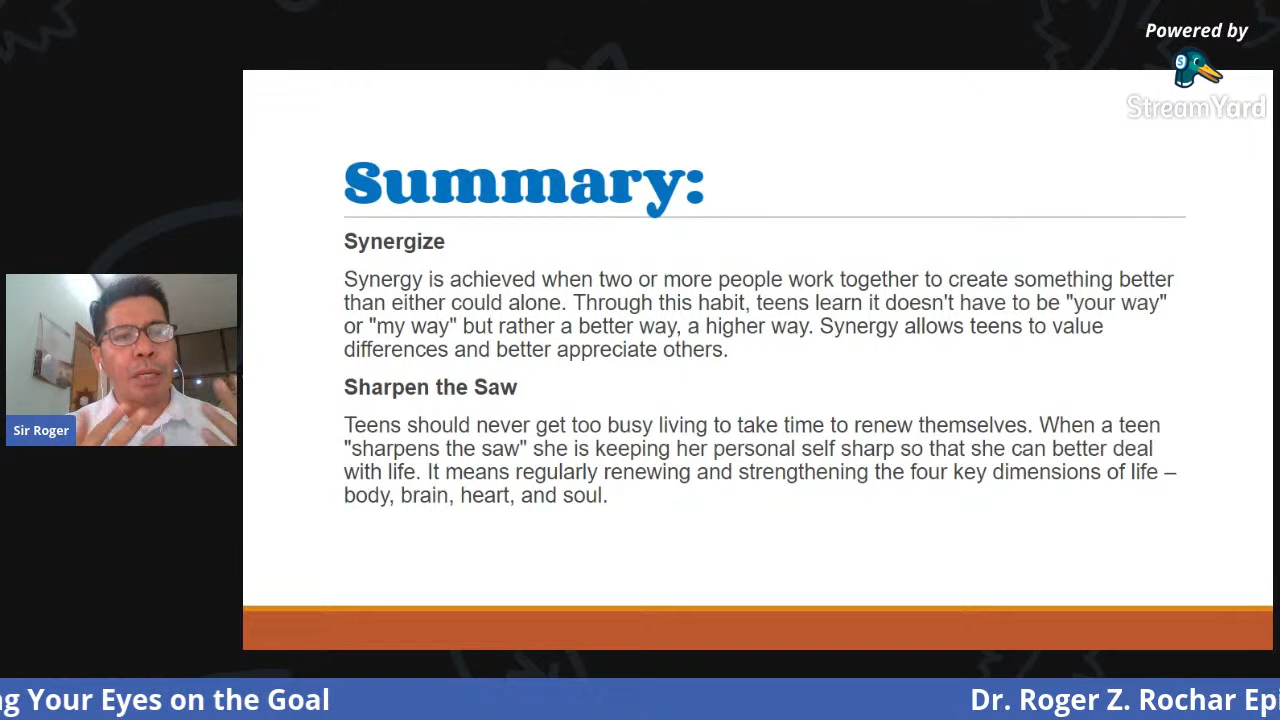 Powered by
StreamYard
Summary:
Synergize
Synergy is achieved when two or more people work together to create something better
than either could alone. Through this habit, teens learn it doesn't have to be "your way"
or "my way" but rather a better way, a higher way. Synergy allows teens to value
differences and better appreciate others.
Sharpen the Saw
Teens should never get too busy living to take time to renew themselves. When a teen
"sharpens the saw" she is keeping her personal self sharp so that she can better deal
with life. It means regularly renewing and strengthening the four key dimensions of life –
body, brain, heart, and soul.
Sir Roger
ng Your Eyes on the Goal
Dr. Roger Z. Rochar Epi